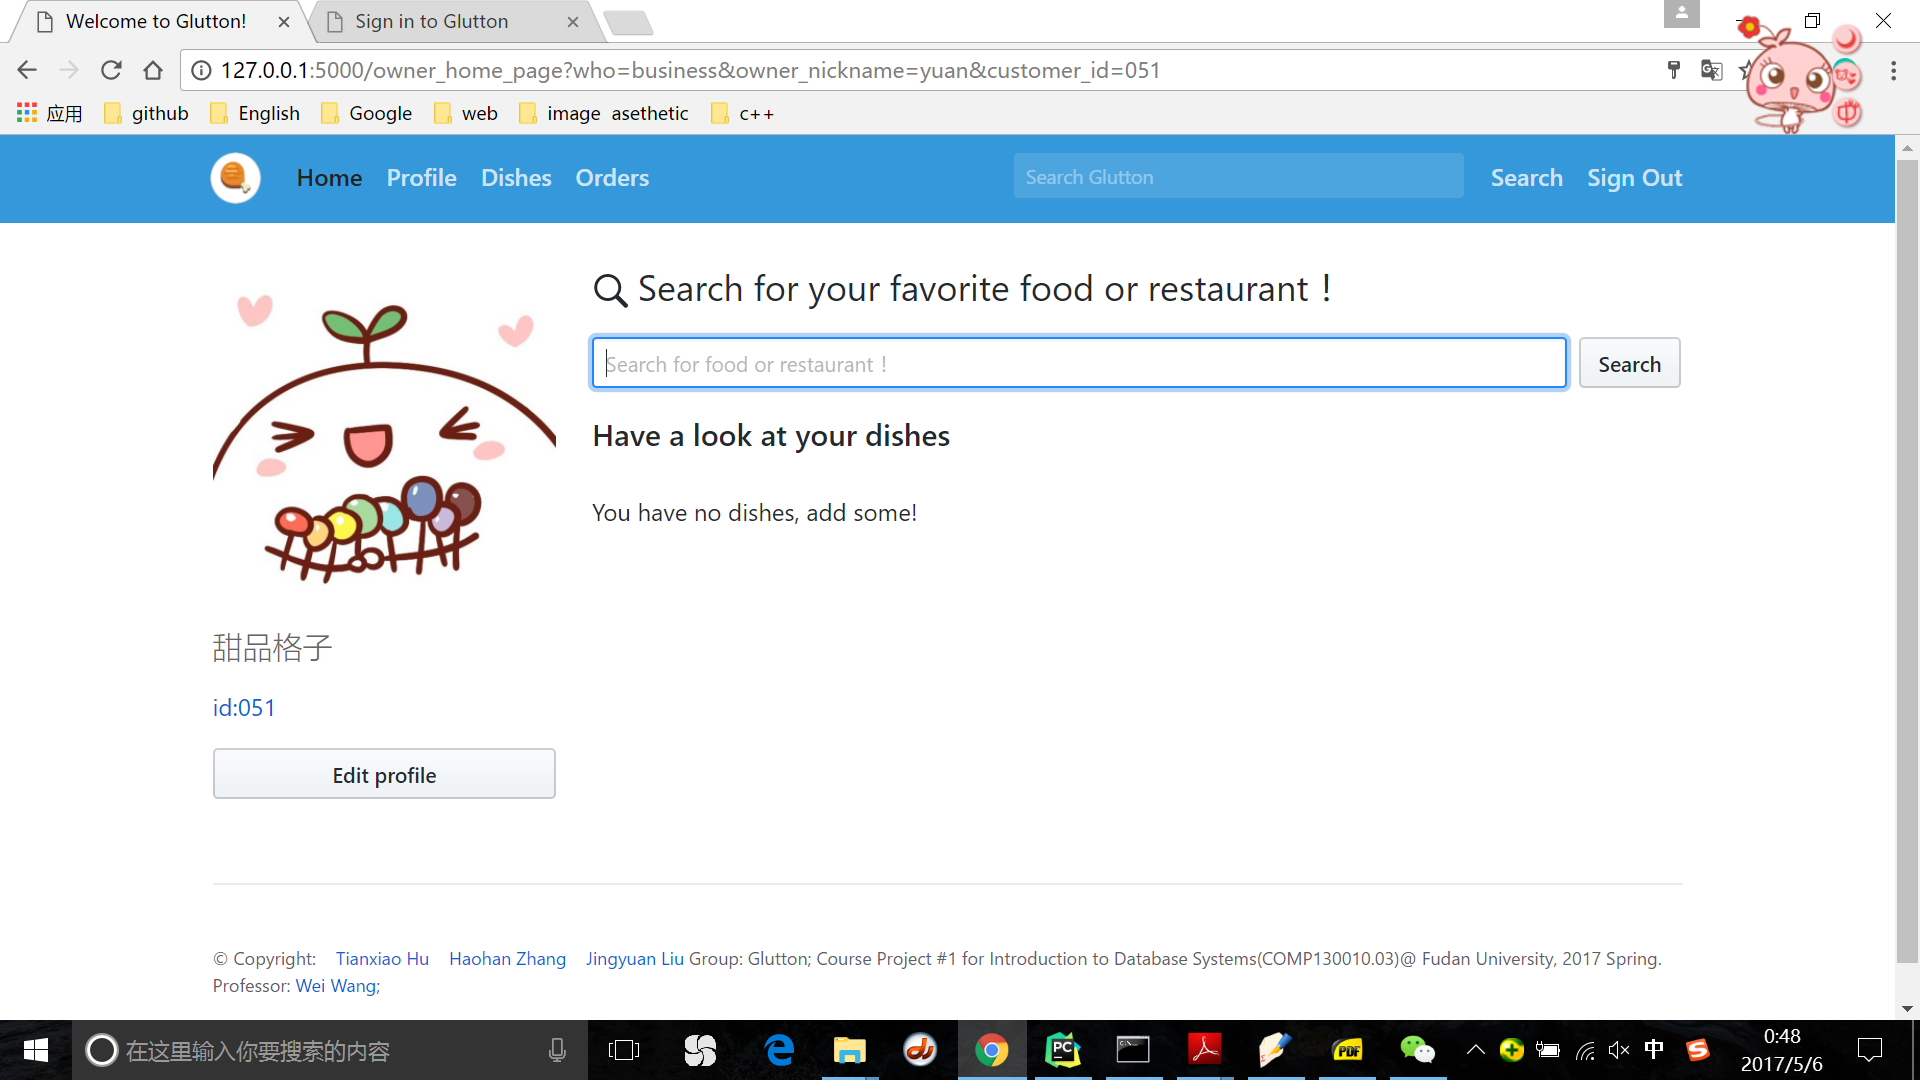 Welcome to Glutton!
Sign in to Glutton
127.0.0.1:5000/owner_home_page?who=business&owner_nickname=yuan&customer_id=051
应用 github English Google web image asethetic c++
中
Home Profile Dishes Orders Search Glutton Search Sign Out
Search for your favorite food or restaurant !
Search for food or restaurant ! Search
Have a look at your dishes
You have no dishes, add some!
甜品格子
id:051
Edit profile
© Copyright: Tianxiao Hu Haohan Zhang Jingyuan Liu Group: Glutton; Course Project #1 for Introduction to Database Systems(COMP130010.03)@ Fudan University, 2017 Spring.
Professor: Wei Wang;
在这里输入你要搜索的内容
PC
PDF
中
S
0:48
2017/5/6